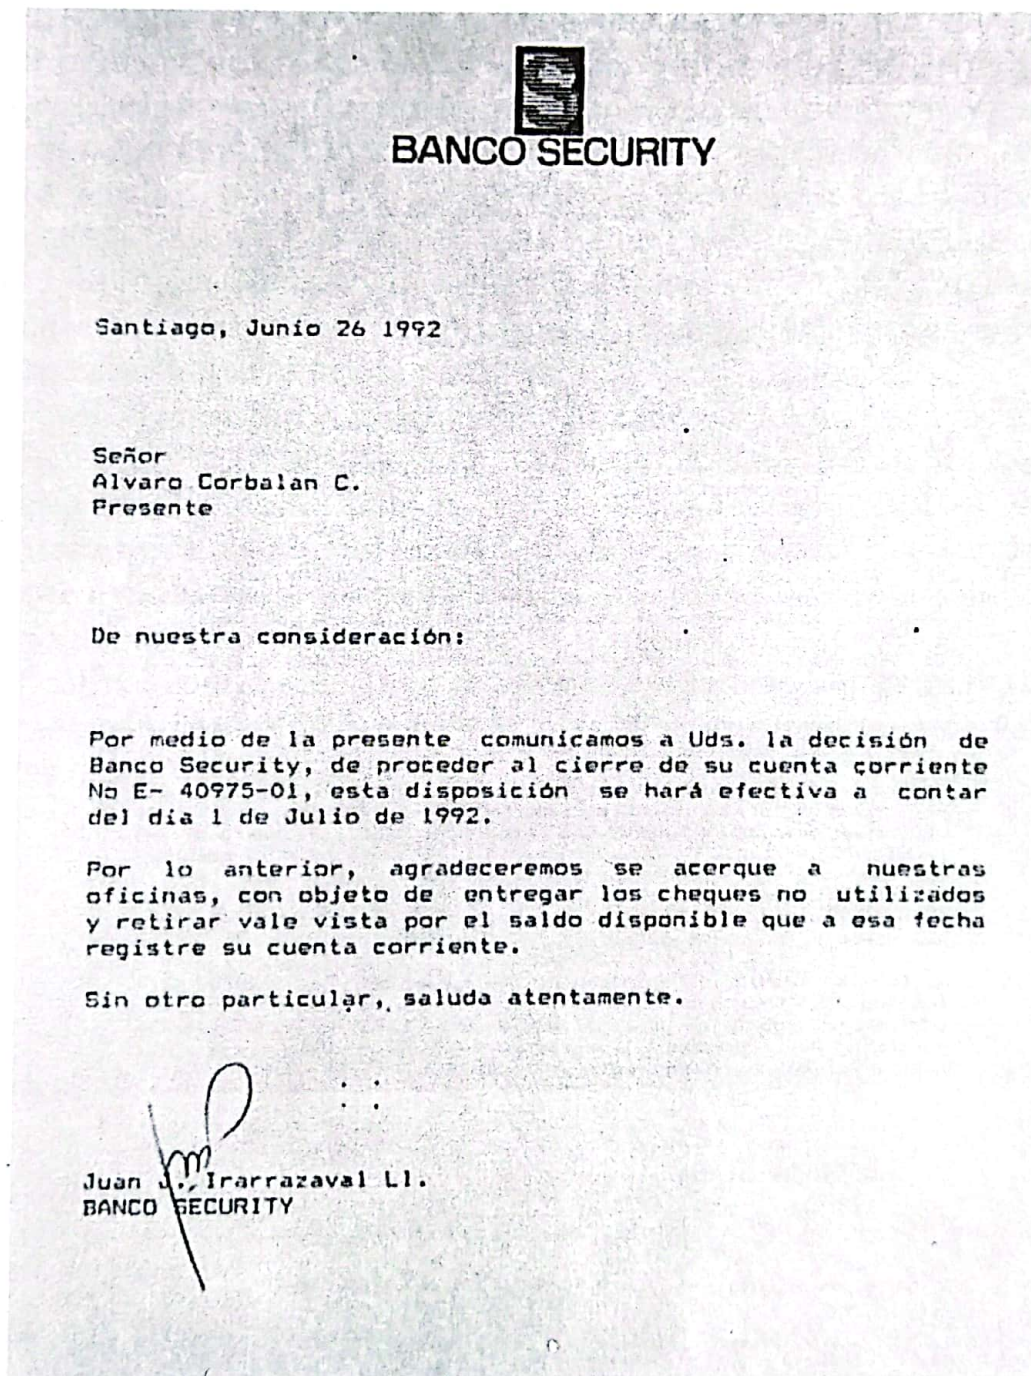 BANCO SECURITY
Santiago, Junio 26 1992
Señor
Alvaro Corbalan C.
Presente
De nuestra consideración:
Por medio de la presente comunicamos a Uds. la decisión de
Banco Security, de proceder al cierre de su cuenta corriente
No E- 40975-01, esta disposición se hará efectiva a contar
del dia 1 de Julio de 1992.
Por lo anterior, agradeceremos se acerque a nuestras
oficinas, con objeto de entregar los cheques no utilizados
y retirar vale vista por el saldo disponible que a esa fecha
registre su cuenta corriente.
Sin otro particular, saluda atentamente.
Juan J. Irarrazaval Ll.
BANCO SECURITY